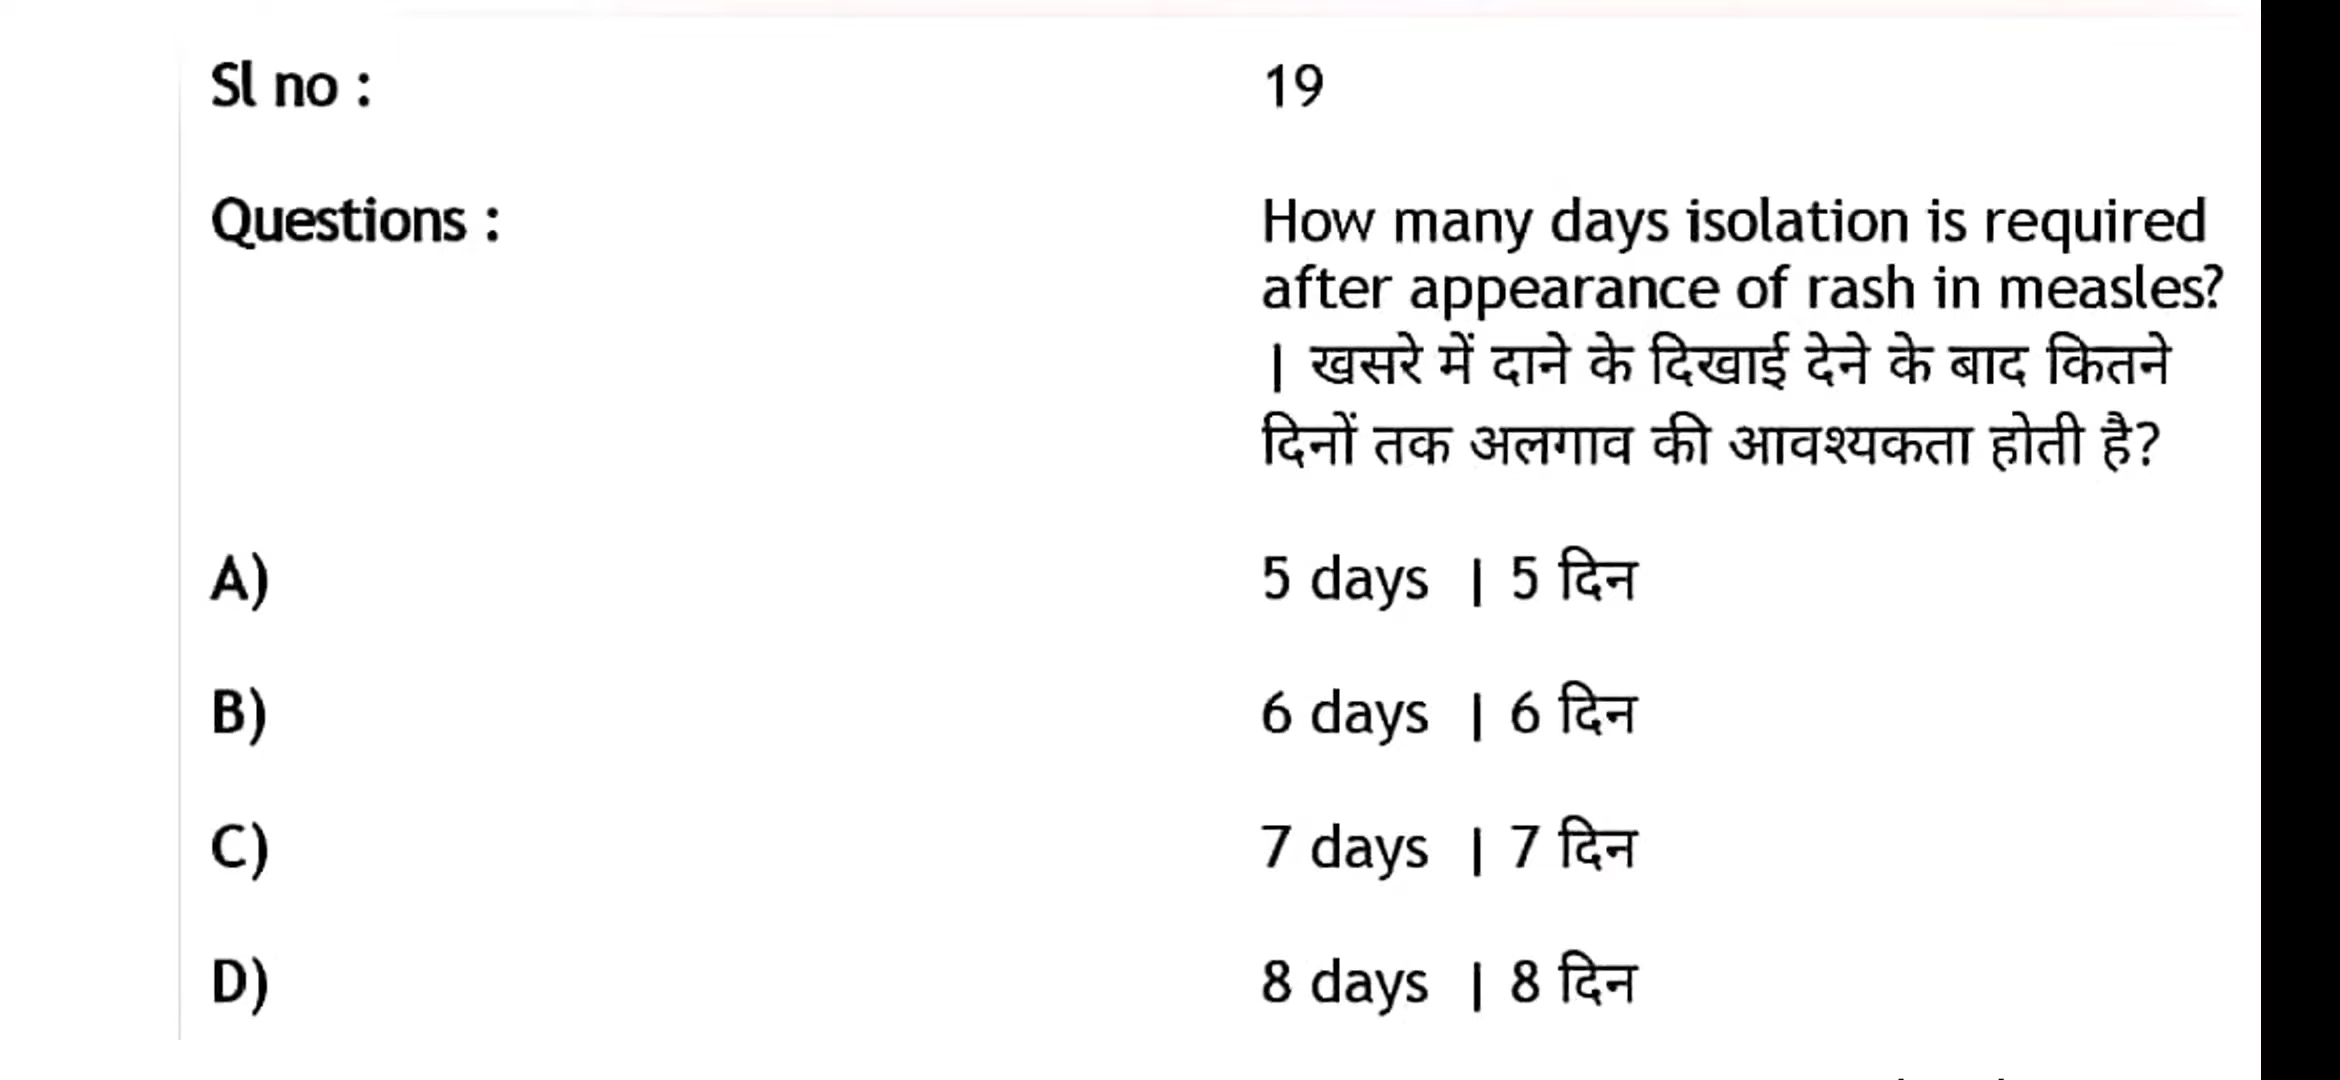 Sl no : 19
Questions : How many days isolation is required
after appearance of rash in measles?
| खसरे में दाने के दिखाई देने के बाद कितने
दिनों तक अलगाव की आवश्यकता होती है?
A) 5 days | 5 दिन
B) 6 days | 6 दिन
C) 7 days | 7 दिन
D) 8 days | 8 दिन